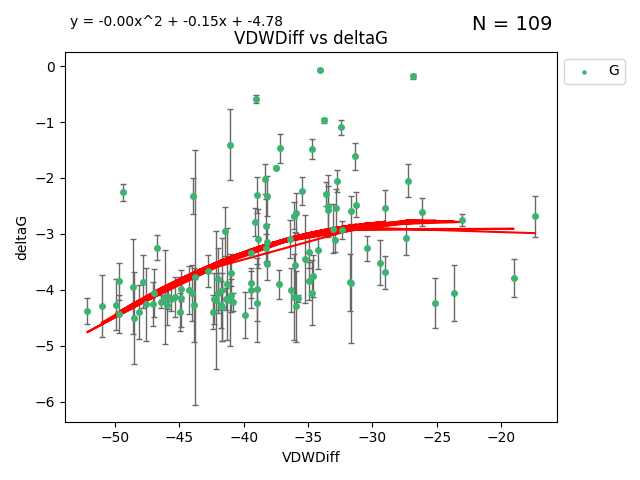 y = -0.00x^2 + -0.15x + -4.78
N = 109
VDWDiff vs deltaG
G
deltaG
0
−1
−2
−3
−4
−5
−6
−50 −45 −40 −35 −30 −25 −20
VDWDiff